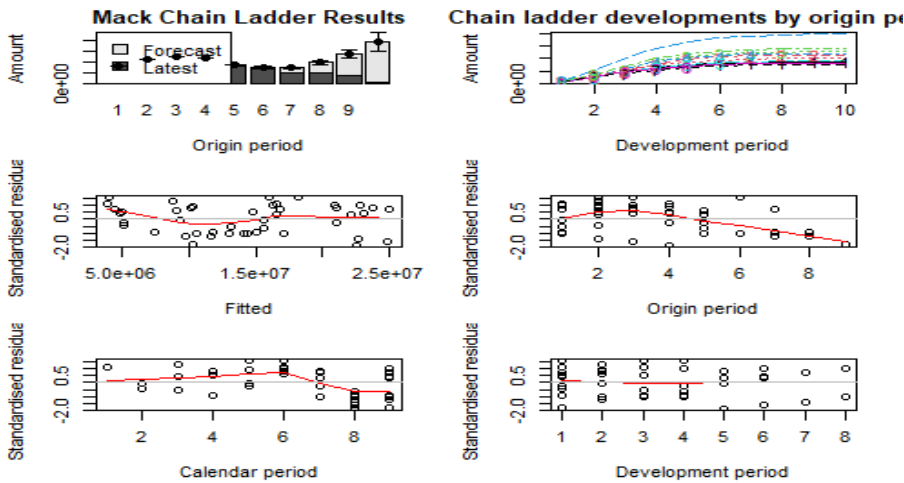 Mack Chain Ladder Results
Amount
0e+00
Forecast
Latest
1 2 3 4 5 6 7 8 9
Origin period
Chain ladder developments by origin pe
Amount
0e+00
2 4 6 8 10
Development period
Standardised residua
-2.0 0.5
5.0e+06 1.5e+07 2.5e+07
Fitted
Standardised residua
-2.0 0.5
2 4 6 8
Origin period
Standardised residua
-2.0 0.5
2 4 6 8
Calendar period
Standardised residua
-2.0 0.5
1 2 3 4 5 6 7 8
Development period